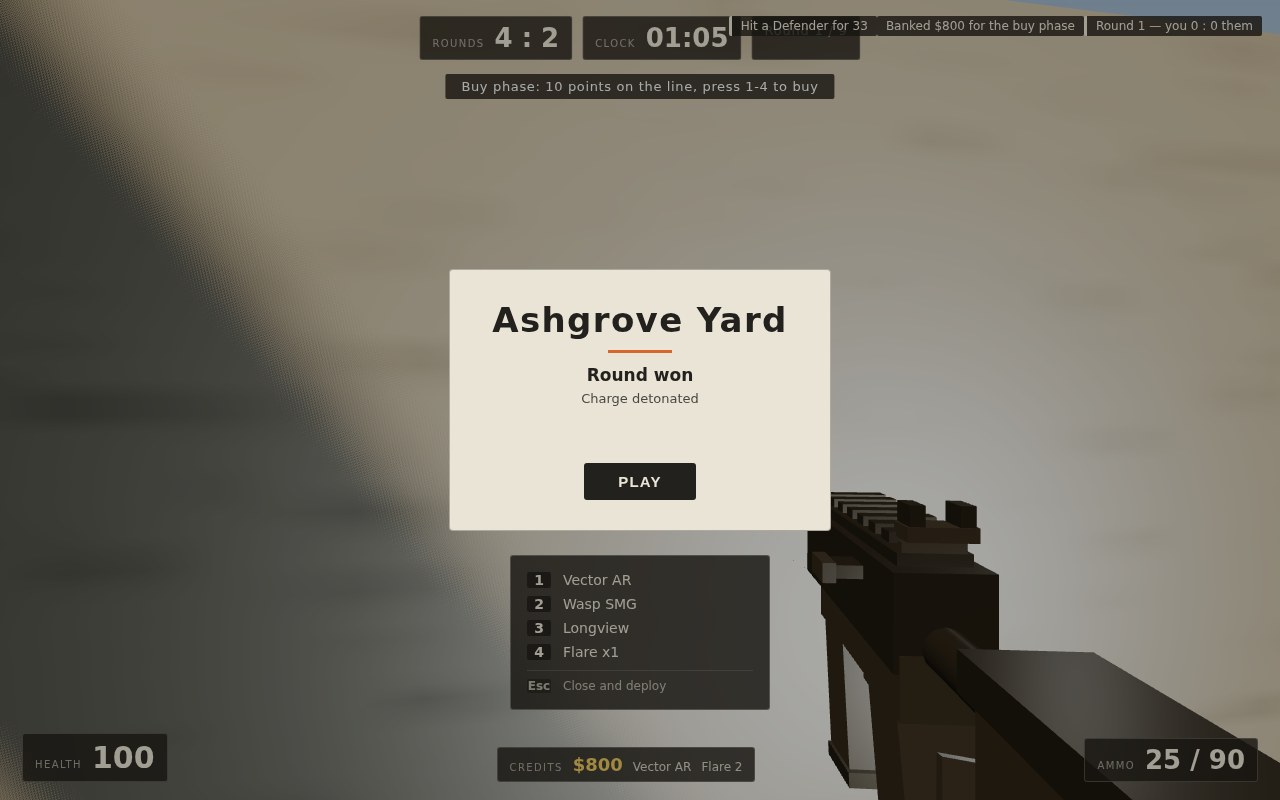 ROUNDS 4 : 2
CLOCK 01:05
Hit a Defender for 33
Banked $800 for the buy phase
Round 1 — you 0 : 0 them
Buy phase: 10 points on the line, press 1-4 to buy
Ashgrove Yard
Round won
Charge detonated
PLAY
1 Vector AR
2 Wasp SMG
3 Longview
4 Flare x1
Esc Close and deploy
HEALTH 100
CREDITS $800 Vector AR Flare 2
AMMO 25 / 90